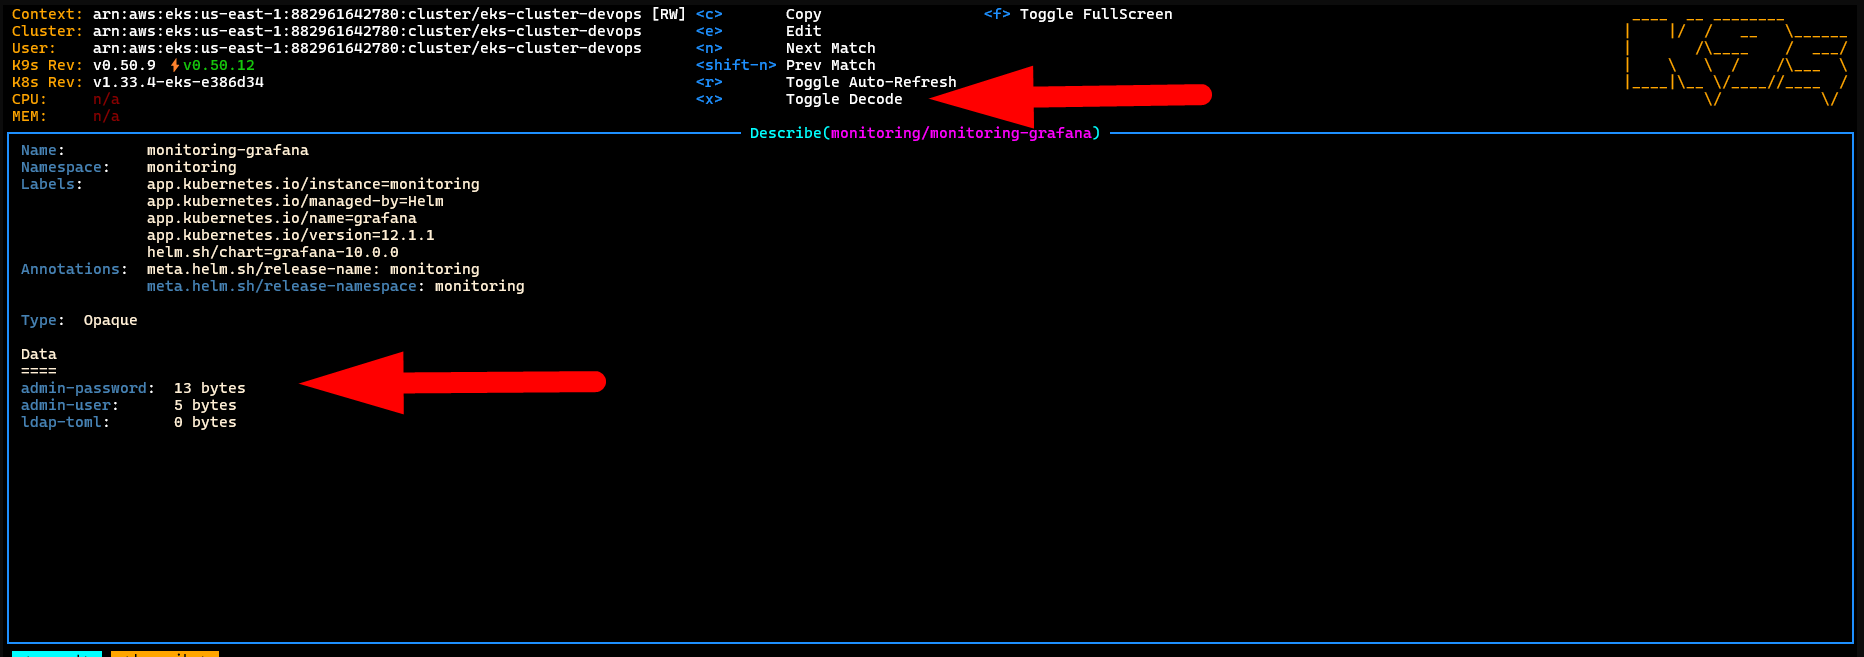 Context: arn:aws:eks:us-east-1:882961642780:cluster/eks-cluster-devops [RW] <c> Copy <f> Toggle FullScreen
Cluster: arn:aws:eks:us-east-1:882961642780:cluster/eks-cluster-devops <e> Edit
User: arn:aws:eks:us-east-1:882961642780:cluster/eks-cluster-devops <n> Next Match
K9s Rev: v0.50.9 ⚡v0.50.12 <shift-n> Prev Match
K8s Rev: v1.33.4-eks-e386d34 <r> Toggle Auto-Refresh
CPU: n/a <x> Toggle Decode
MEM: n/a
Describe(monitoring/monitoring-grafana)
Name: monitoring-grafana
Namespace: monitoring
Labels: app.kubernetes.io/instance=monitoring
app.kubernetes.io/managed-by=Helm
app.kubernetes.io/name=grafana
app.kubernetes.io/version=12.1.1
helm.sh/chart=grafana-10.0.0
Annotations: meta.helm.sh/release-name: monitoring
meta.helm.sh/release-namespace: monitoring
Type: Opaque
Data
====
admin-password: 13 bytes
admin-user: 5 bytes
ldap-toml: 0 bytes